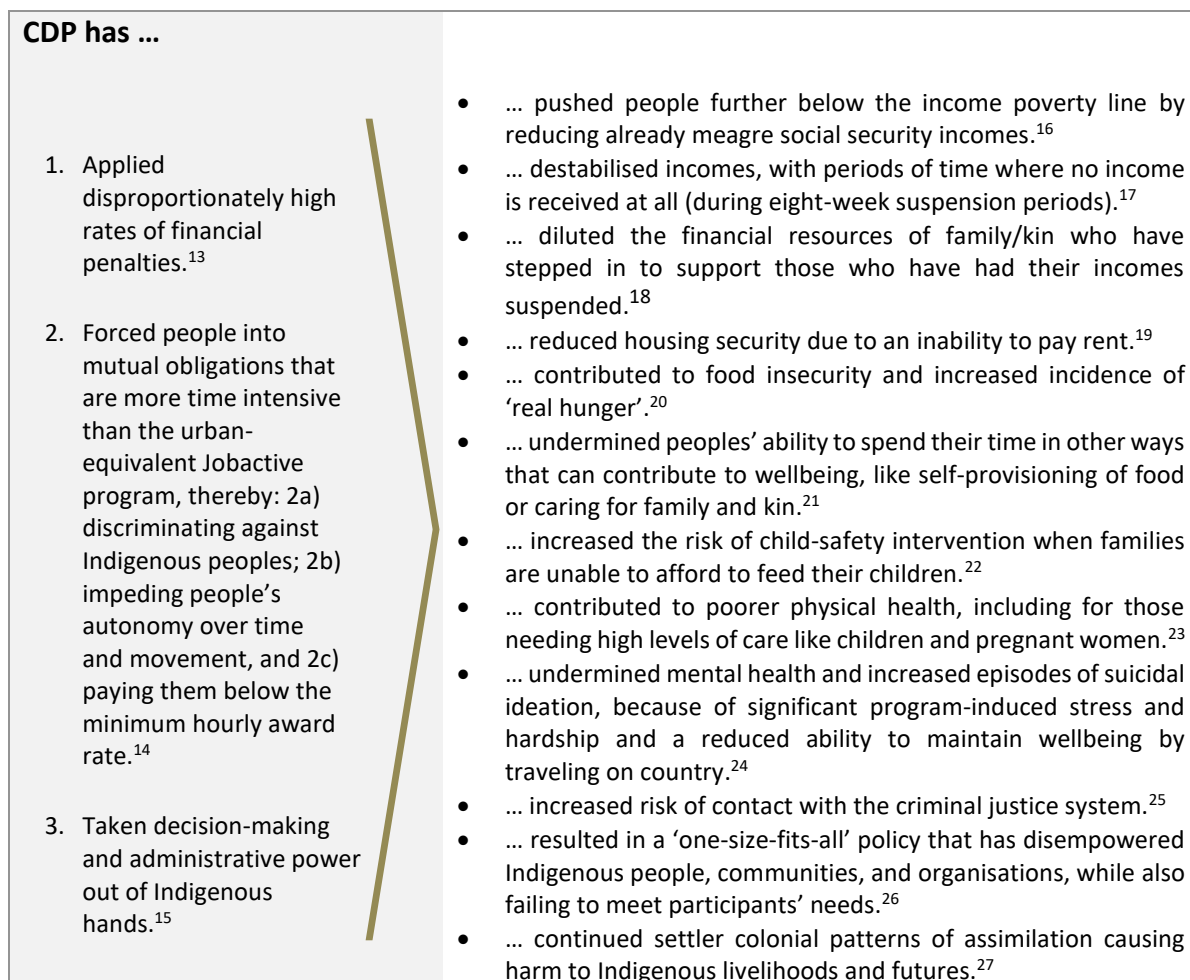 CDP has …
1. Applied
disproportionately high
rates of financial
penalties.13
2. Forced people into
mutual obligations that
are more time intensive
than the urban-
equivalent Jobactive
program, thereby: 2a)
discriminating against
Indigenous peoples; 2b)
impeding people’s
autonomy over time
and movement, and 2c)
paying them below the
minimum hourly award
rate.14
3. Taken decision-making
and administrative power
out of Indigenous
hands.15
• … pushed people further below the income poverty line by
reducing already meagre social security incomes.16
• … destabilised incomes, with periods of time where no income
is received at all (during eight-week suspension periods).17
• … diluted the financial resources of family/kin who have
stepped in to support those who have had their incomes
suspended.18
• … reduced housing security due to an inability to pay rent.19
• … contributed to food insecurity and increased incidence of
‘real hunger’.20
• … undermined peoples’ ability to spend their time in other ways
that can contribute to wellbeing, like self-provisioning of food
or caring for family and kin.21
• … increased the risk of child-safety intervention when families
are unable to afford to feed their children.22
• … contributed to poorer physical health, including for those
needing high levels of care like children and pregnant women.23
• … undermined mental health and increased episodes of suicidal
ideation, because of significant program-induced stress and
hardship and a reduced ability to maintain wellbeing by
traveling on country.24
• … increased risk of contact with the criminal justice system.25
• … resulted in a ‘one-size-fits-all’ policy that has disempowered
Indigenous people, communities, and organisations, while also
failing to meet participants’ needs.26
• … continued settler colonial patterns of assimilation causing
harm to Indigenous livelihoods and futures.27